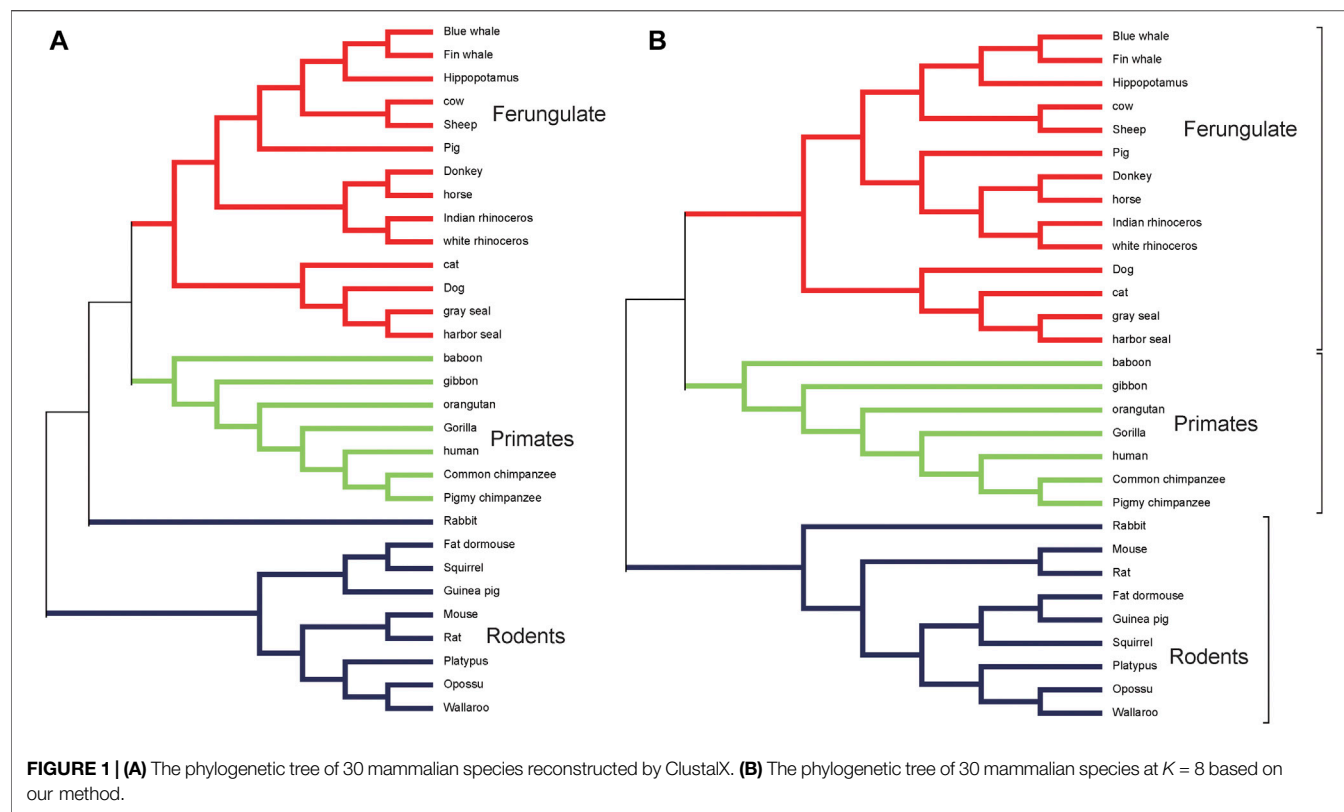 A
Blue whale
Fin whale
Hippopotamus
cow
Sheep
Ferungulate
Pig
Donkey
horse
Indian rhinoceros
white rhinoceros
cat
Dog
gray seal
harbor seal
baboon
gibbon
orangutan
Gorilla
Primates
human
Common chimpanzee
Pigmy chimpanzee
Rabbit
Fat dormouse
Squirrel
Guinea pig
Mouse
Rat
Rodents
Platypus
Opossu
Wallaroo
B
Blue whale
Fin whale
Hippopotamus
cow
Sheep
Ferungulate
Pig
Donkey
horse
Indian rhinoceros
white rhinoceros
Dog
cat
gray seal
harbor seal
baboon
gibbon
orangutan
Primates
Gorilla
human
Common chimpanzee
Pigmy chimpanzee
Rabbit
Mouse
Rat
Fat dormouse
Guinea pig
Squirrel
Rodents
Platypus
Opossu
Wallaroo
FIGURE 1 | (A) The phylogenetic tree of 30 mammalian species reconstructed by ClustalX. (B) The phylogenetic tree of 30 mammalian species at K = 8 based on
our method.